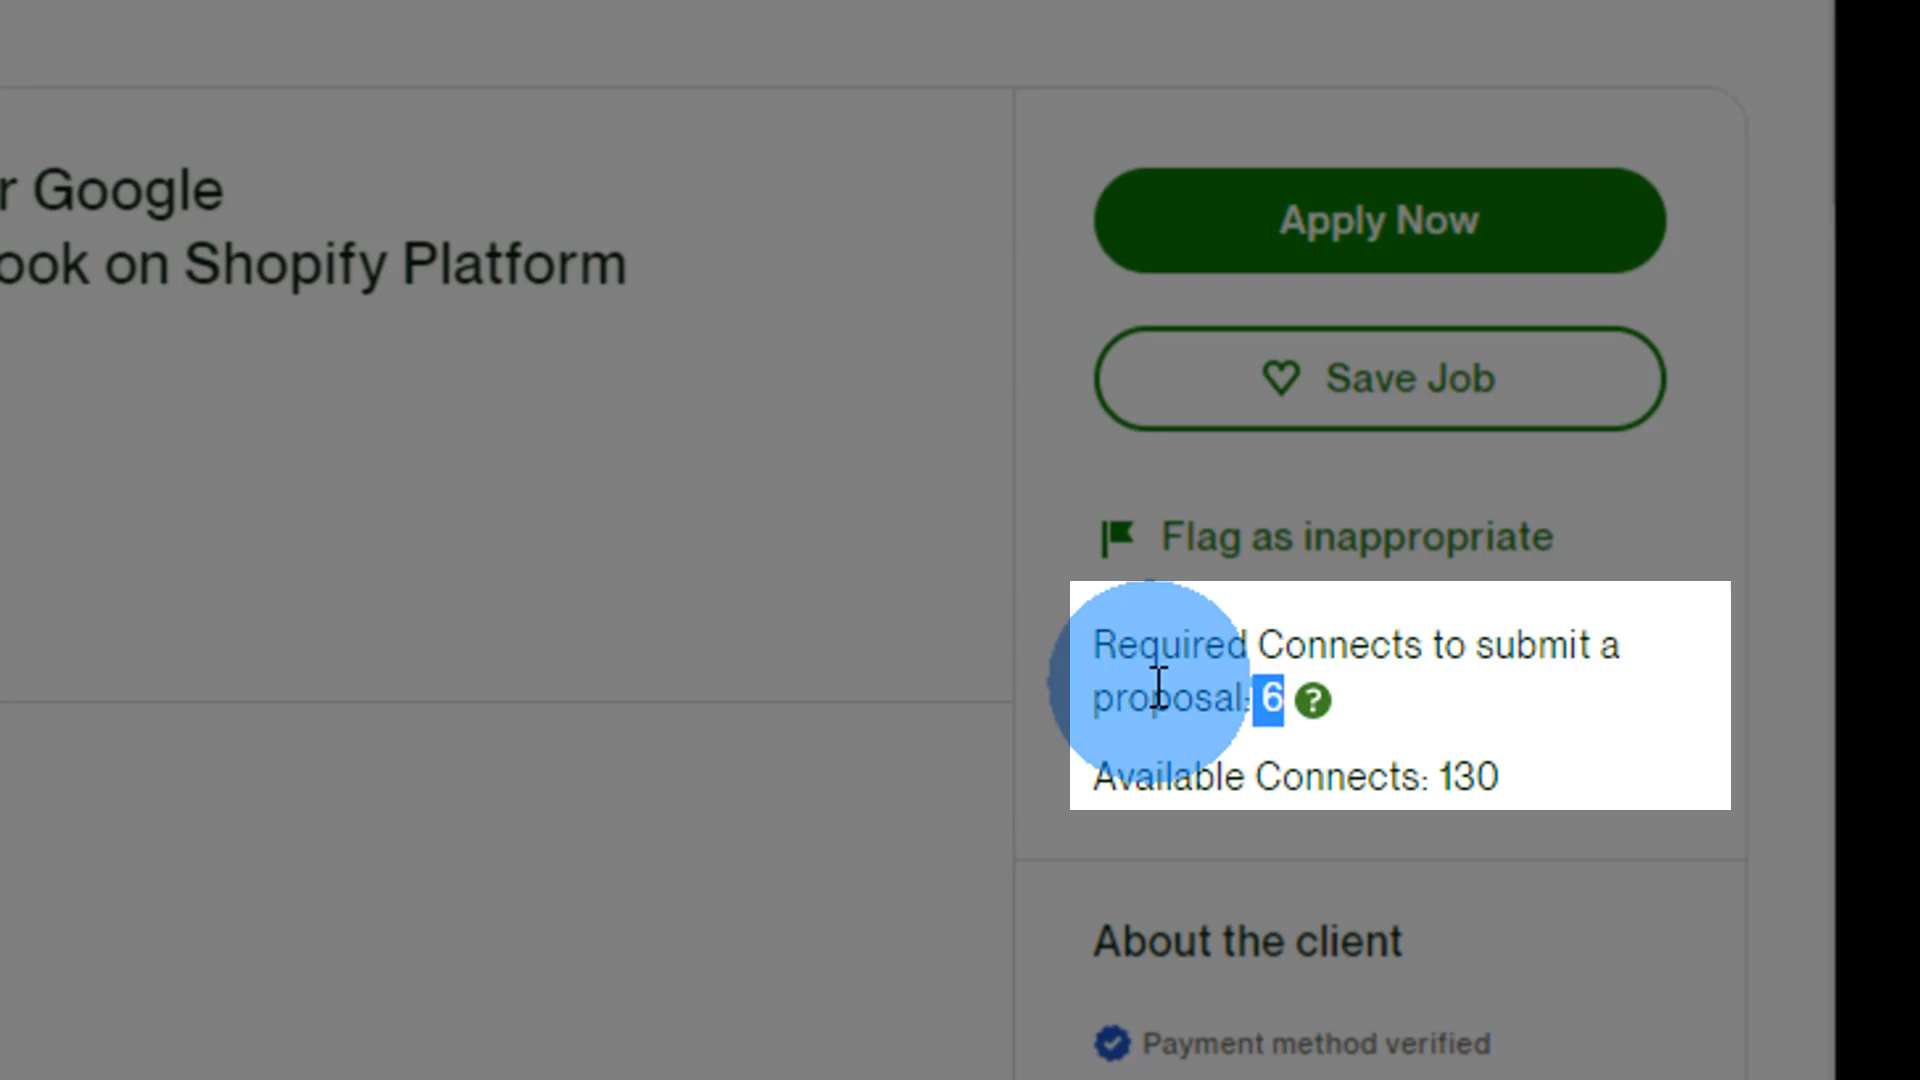 r Google
ook on Shopify Platform
Apply Now
Save Job
Flag as inappropriate
Required Connects to submit a
proposal: 6 ?
Available Connects: 130
About the client
Payment method verified